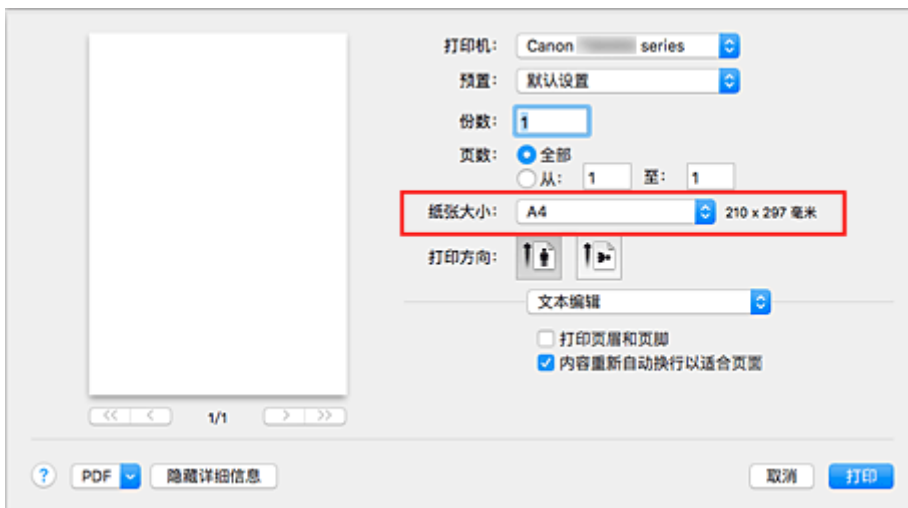 打印机: Canon series
预置: 默认设置
份数: 1
页数: 全部
从: 1 至: 1
纸张大小: A4 210 x 297 毫米
打印方向:
文本编辑
打印页眉和页脚
内容重新自动换行以适合页面
<< < 1/1 > >>
? PDF 隐藏详细信息 取消 打印